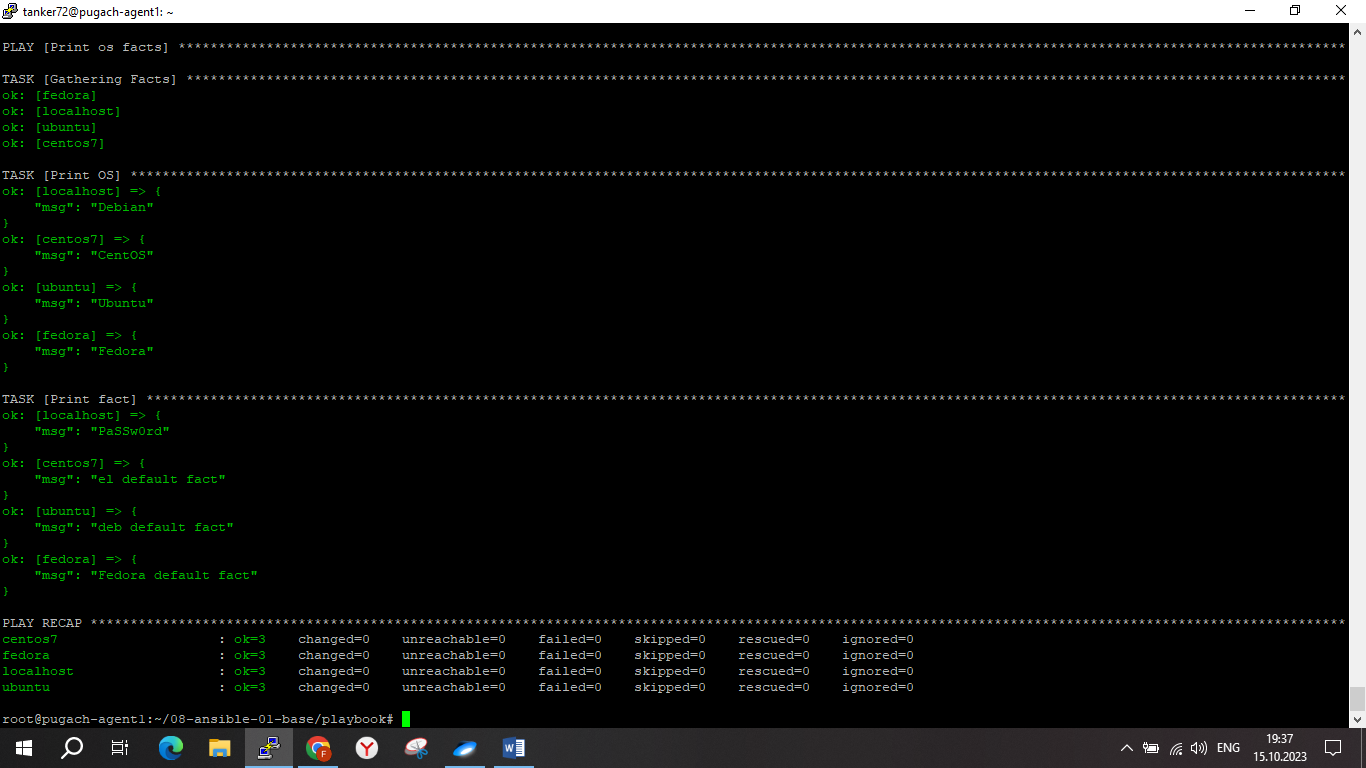 tanker72@pugach-agent1: ~
PLAY [Print os facts] **************************************************************************************************************************************************
TASK [Gathering Facts] *************************************************************************************************************************************************
ok: [fedora]
ok: [localhost]
ok: [ubuntu]
ok: [centos7]
TASK [Print OS] ********************************************************************************************************************************************************
ok: [localhost] => {
    "msg": "Debian"
}
ok: [centos7] => {
    "msg": "CentOS"
}
ok: [ubuntu] => {
    "msg": "Ubuntu"
}
ok: [fedora] => {
    "msg": "Fedora"
}
TASK [Print fact] ******************************************************************************************************************************************************
ok: [localhost] => {
    "msg": "PaSSw0rd"
}
ok: [centos7] => {
    "msg": "el default fact"
}
ok: [ubuntu] => {
    "msg": "deb default fact"
}
ok: [fedora] => {
    "msg": "Fedora default fact"
}
PLAY RECAP *************************************************************************************************************************************************************
centos7                    : ok=3    changed=0    unreachable=0    failed=0    skipped=0    rescued=0    ignored=0
fedora                     : ok=3    changed=0    unreachable=0    failed=0    skipped=0    rescued=0    ignored=0
localhost                  : ok=3    changed=0    unreachable=0    failed=0    skipped=0    rescued=0    ignored=0
ubuntu                     : ok=3    changed=0    unreachable=0    failed=0    skipped=0    rescued=0    ignored=0
root@pugach-agent1:~/08-ansible-01-base/playbook#
ENG
19:37
15.10.2023